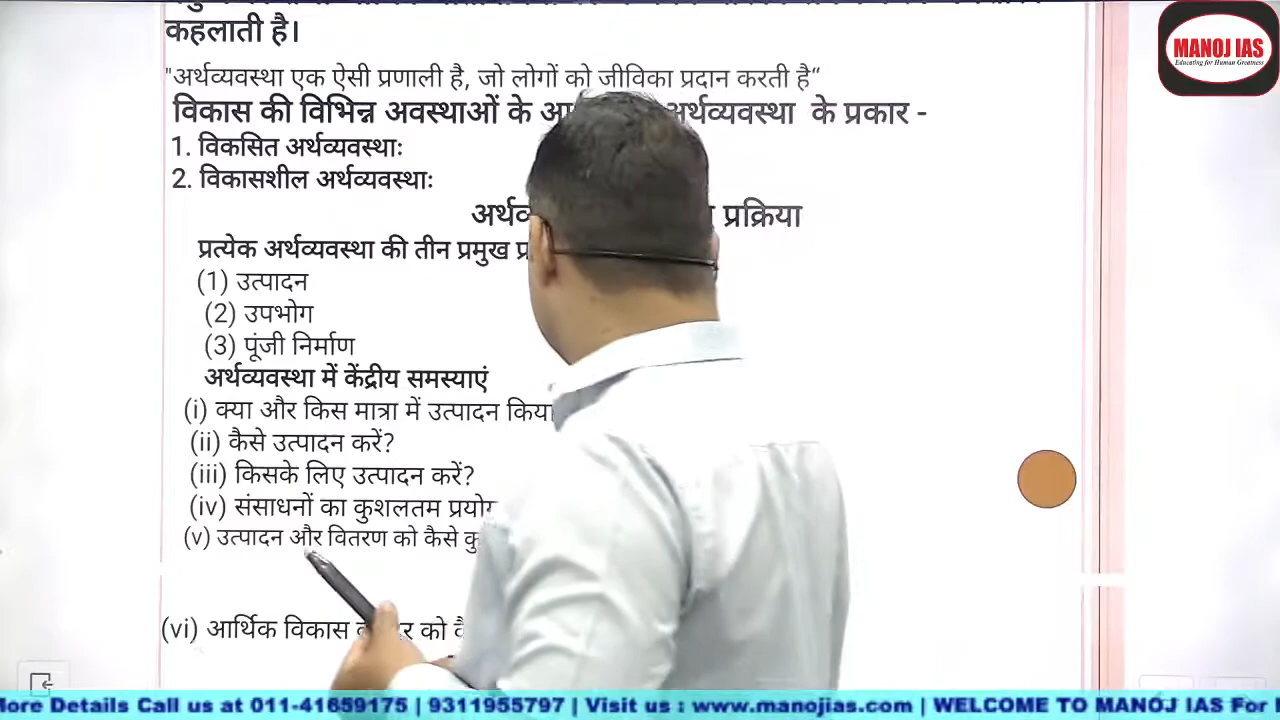 कहलाती है।
"अर्थव्यवस्था एक ऐसी प्रणाली है, जो लोगों को जीविका प्रदान करती है“
विकास की विभिन्न अवस्थाओं के अर्थव्यवस्था के प्रकार -
1. विकसित अर्थव्यवस्थाः
2. विकासशील अर्थव्यवस्थाः
प्रक्रिया
प्रत्येक अर्थव्यवस्था की तीन प्रमुख
(1) उत्पादन
(2) उपभोग
(3) पूंजी निर्माण
अर्थव्यवस्था में केंद्रीय समस्याएं
(i) क्या और किस मात्रा में उत्पादन किया
(ii) कैसे उत्पादन करें?
(iii) किसके लिए उत्पादन करें?
(iv) संसाधनों का कुशलतम प्रयोग
(v) उत्पादन और वितरण को कैसे
(vi) आर्थिक विकास को
MANOJ IAS
Educating for Human Greatness
More Details Call us at 011-41659175 | 9311955797 | Visit us : www.manojias.com | WELCOME TO MANOJ IAS For